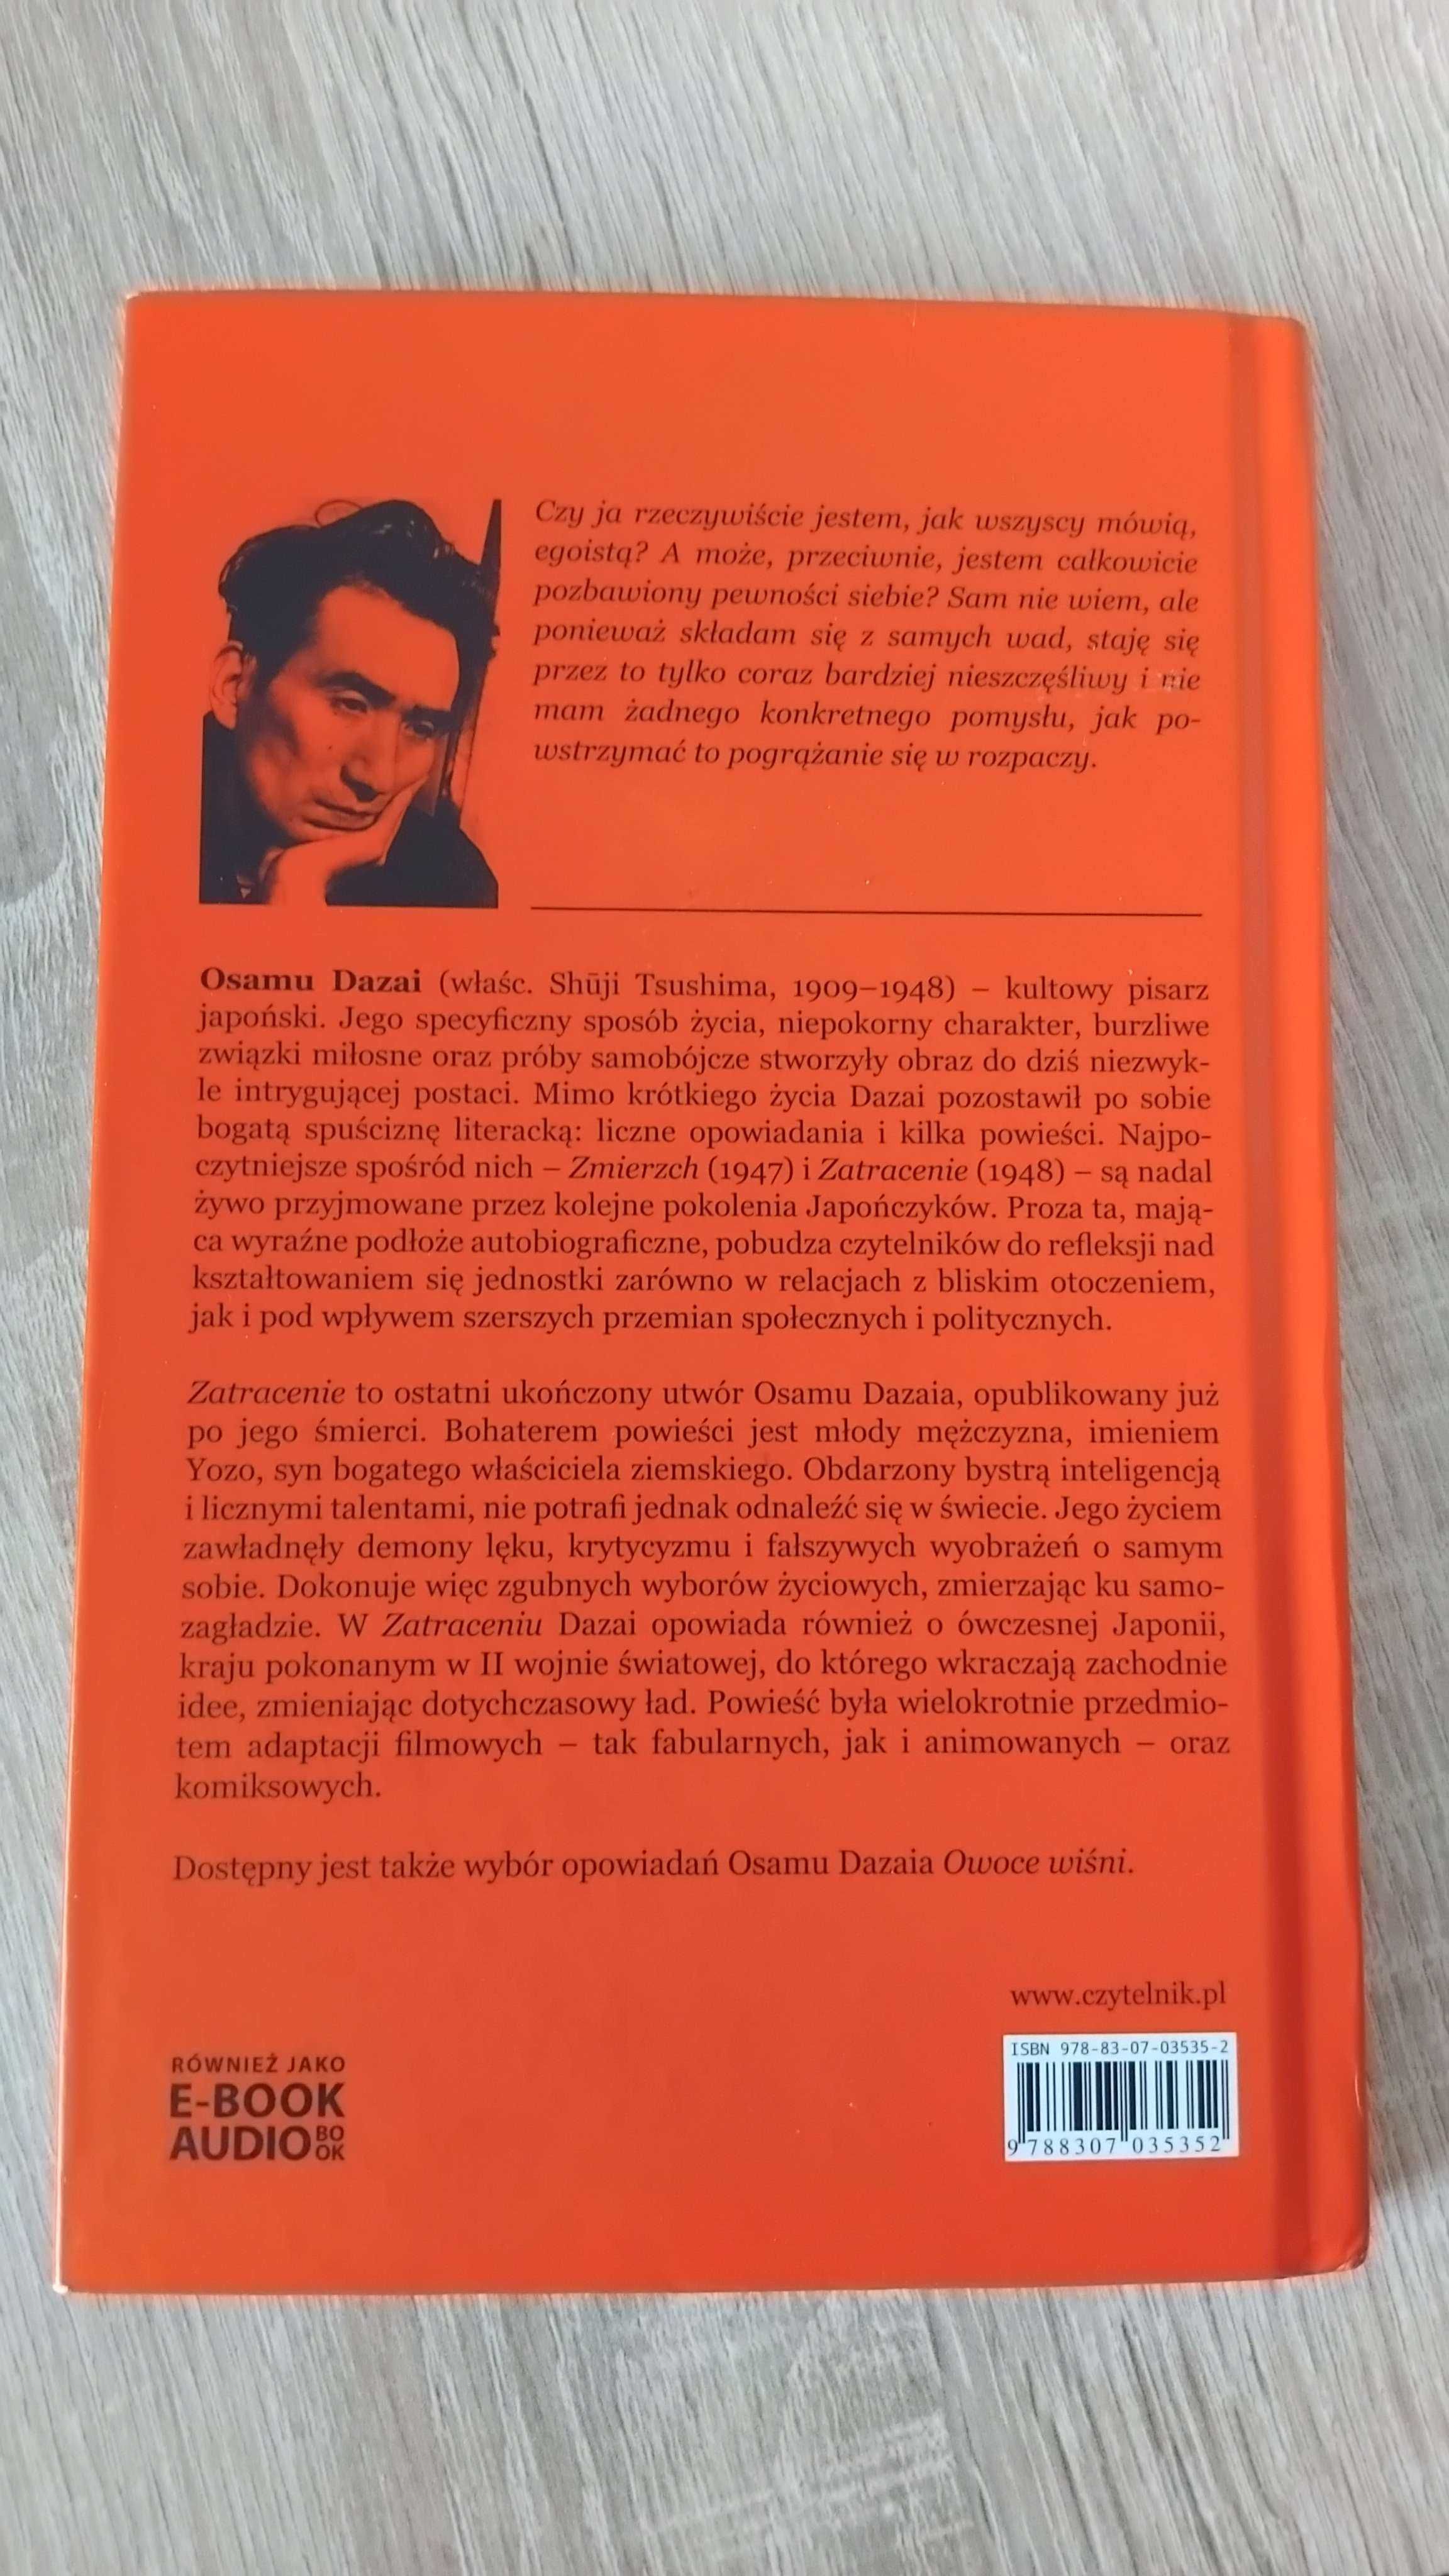 Czy ja rzeczywiście jestem, jak wszyscy mówią,
egoistą? A może, przeciwnie, jestem całkowicie
pozbawiony pewności siebie? Sam nie wiem, ale
ponieważ składam się z samych wad, staję się
przez to tylko coraz bardziej nieszczęśliwy i nie
mam żadnego konkretnego pomysłu, jak po-
wstrzymać to pogrążanie się w rozpaczy.
Osamu Dazai (właśc. Shūji Tsushima, 1909–1948) – kultowy pisarz
japoński. Jego specyficzny sposób życia, niepokorny charakter, burzliwe
związki miłosne oraz próby samobójcze stworzyły obraz do dziś niezwyk-
le intrygującej postaci. Mimo krótkiego życia Dazai pozostawił po sobie
bogatą spuściznę literacką: liczne opowiadania i kilka powieści. Najpo-
czytniejsze spośród nich – Zmierzch (1947) i Zatracenie (1948) – są nadal
żywo przyjmowane przez kolejne pokolenia Japończyków. Proza ta, mają-
ca wyraźne podłoże autobiograficzne, pobudza czytelników do refleksji nad
kształtowaniem się jednostki zarówno w relacjach z bliskim otoczeniem,
jak i pod wpływem szerszych przemian społecznych i politycznych.
Zatracenie to ostatni ukończony utwór Osamu Dazaia, opublikowany już
po jego śmierci. Bohaterem powieści jest młody mężczyzna, imieniem
Yozo, syn bogatego właściciela ziemskiego. Obdarzony bystrą inteligencją
i licznymi talentami, nie potrafi jednak odnaleźć się w świecie. Jego życiem
zawładnęły demony lęku, krytycyzmu i fałszywych wyobrażeń o samym
sobie. Dokonuje więc zgubnych wyborów życiowych, zmierzając ku samo-
zagładzie. W Zatraceniu Dazai opowiada również o ówczesnej Japonii,
kraju pokonanym w II wojnie światowej, do którego wkraczają zachodnie
idee, zmieniając dotychczasowy ład. Powieść była wielokrotnie przedmio-
tem adaptacji filmowych – tak fabularnych, jak i animowanych – oraz
komiksowych.
Dostępny jest także wybór opowiadań Osamu Dazaia Owoce wiśni.
www.czytelnik.pl
RÓWNIEŻ JAKO
E-BOOK
AUDIOBOOK
ISBN 978-83-07-03535-2
9 788307 035352